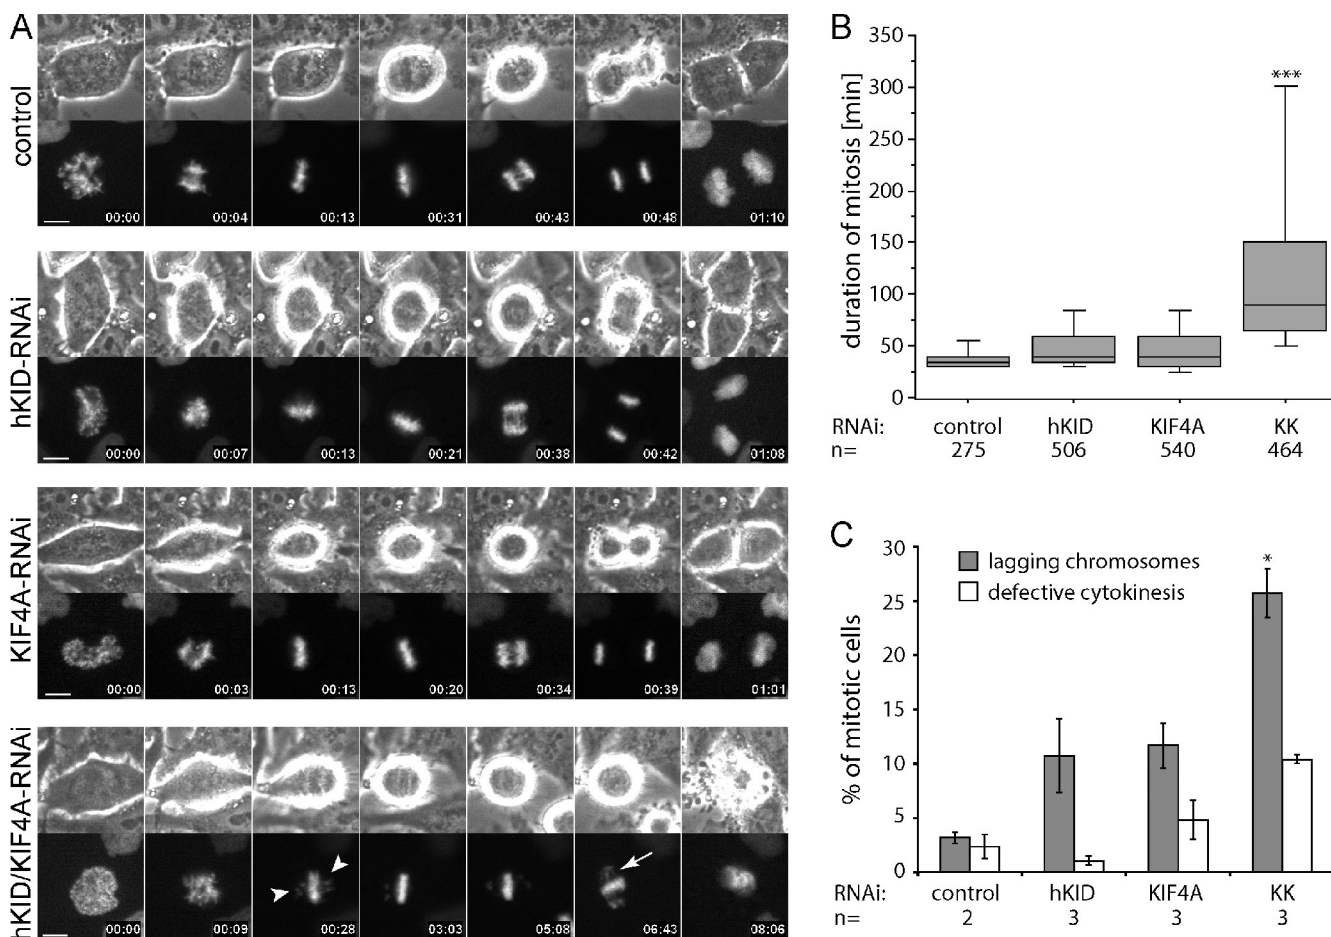 A
control
00:00 00:04 00:13 00:31 00:43 00:48 01:10
hKID-RNAi
00:00 00:07 00:13 00:21 00:38 00:42 01:08
KIF4A-RNAi
00:00 00:03 00:13 00:20 00:34 00:39 01:01
hKID/KIF4A-RNAi
00:00 00:09 00:28 03:03 05:08 06:43 08:06
B
duration of mitosis [min]
350
300
250
200
150
100
50
0
***
RNAi: control hKID KIF4A KK
n= 275 506 540 464
C
% of mitotic cells
30
25
20
15
10
5
0
lagging chromosomes
defective cytokinesis
*
RNAi: control hKID KIF4A KK
n= 2 3 3 3